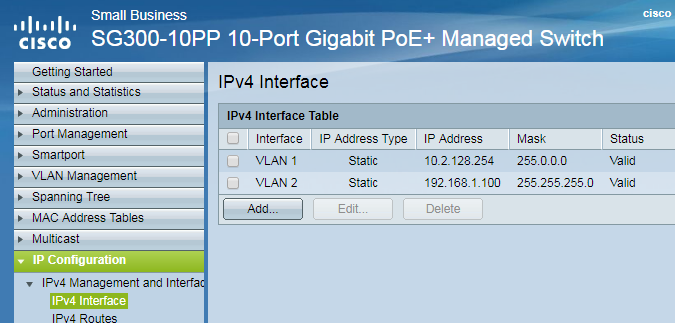 Small Business
cisco
CISCO
SG300-10PP 10-Port Gigabit PoE+ Managed Switch
Getting Started
Status and Statistics
Administration
Port Management
Smartport
VLAN Management
Spanning Tree
MAC Address Tables
Multicast
IP Configuration
IPv4 Management and Interfac
IPv4 Interface
IPv4 Routes
IPv4 Interface
IPv4 Interface Table
Interface IP Address Type IP Address Mask Status
VLAN 1 Static 10.2.128.254 255.0.0.0 Valid
VLAN 2 Static 192.168.1.100 255.255.255.0 Valid
Add... Edit... Delete